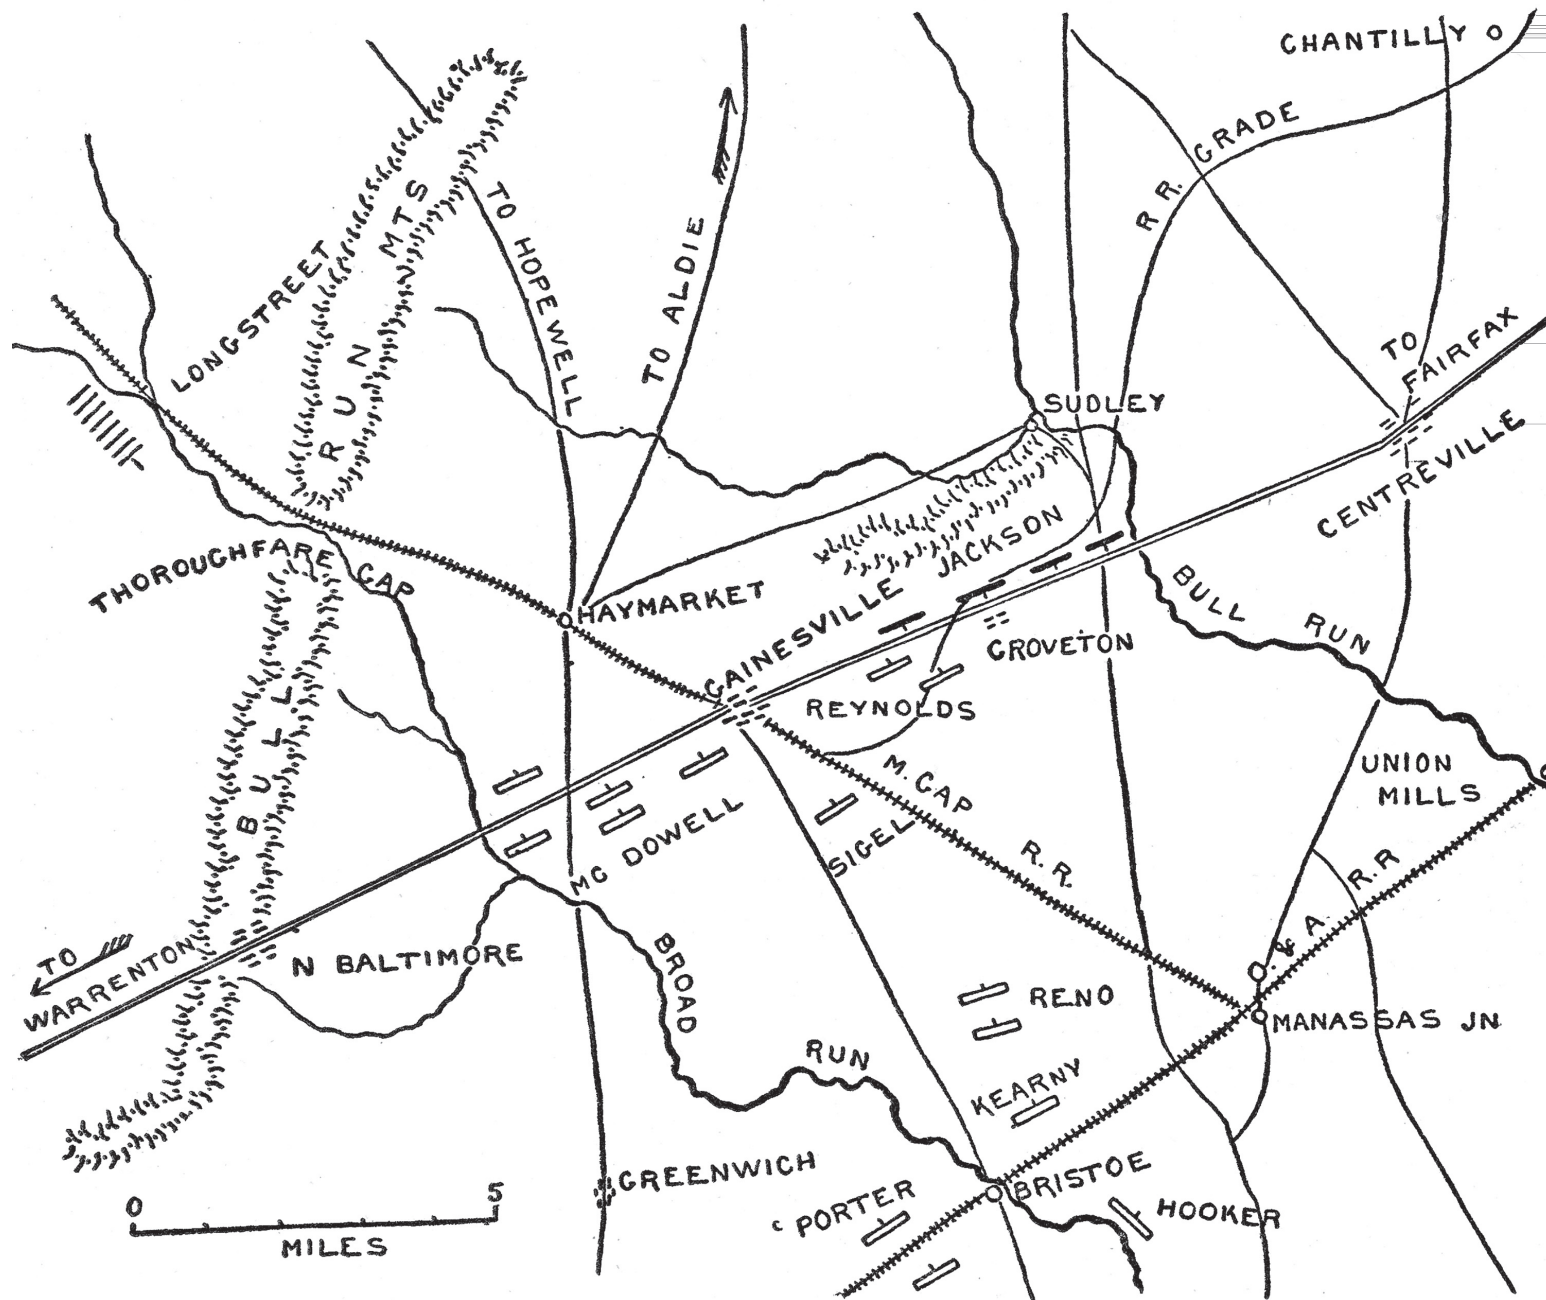 CHANTILLY
GRADE
R R.
TO HOPEWELL
TO ALDIE
LONGSTREET
BULL RUN MTS
TO
FAIRFAX
SUDLEY
CENTREVILLE
JACKSON
THOROUGHFARE GAP
HAYMARKET
GAINESVILLE
GROVETON
BULL RUN
REYNOLDS
M. GAP R. R.
UNION
MILLS
MC DOWELL
SIGEL
O. & A. R. R
TO
WARRENTON
N BALTIMORE
BROAD RUN
RENO
MANASSAS JN
KEARNY
GREENWICH
BRISTOE
PORTER
HOOKER
0 5
MILES